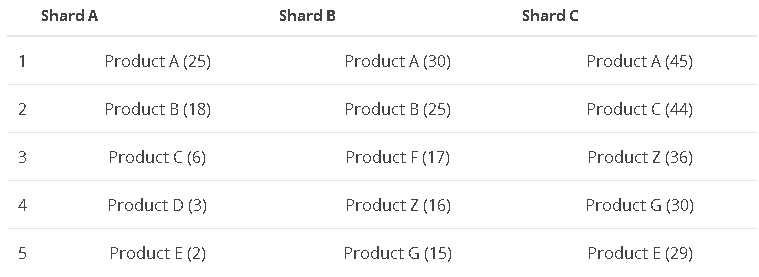 Shard A Shard B Shard C
1 Product A (25) Product A (30) Product A (45)
2 Product B (18) Product B (25) Product C (44)
3 Product C (6) Product F (17) Product Z (36)
4 Product D (3) Product Z (16) Product G (30)
5 Product E (2) Product G (15) Product E (29)